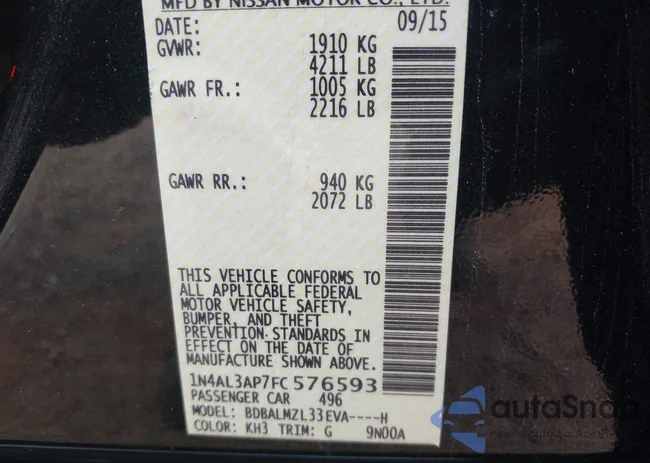 MFD BY NISSAN MOTOR CO., LTD.
DATE: 09/15
GVWR: 1910 KG
4211 LB
GAWR FR.: 1005 KG
2216 LB
GAWR RR.: 940 KG
2072 LB
THIS VEHICLE CONFORMS TO
ALL APPLICABLE FEDERAL
MOTOR VEHICLE SAFETY,
BUMPER, AND THEFT
PREVENTION STANDARDS IN
EFFECT ON THE DATE OF
MANUFACTURE SHOWN ABOVE.
1N4AL3AP7FC576593
PASSENGER CAR 496
MODEL: BDBALMZL33EVA----H
COLOR: KH3 TRIM: G 9N00A
autaSnap